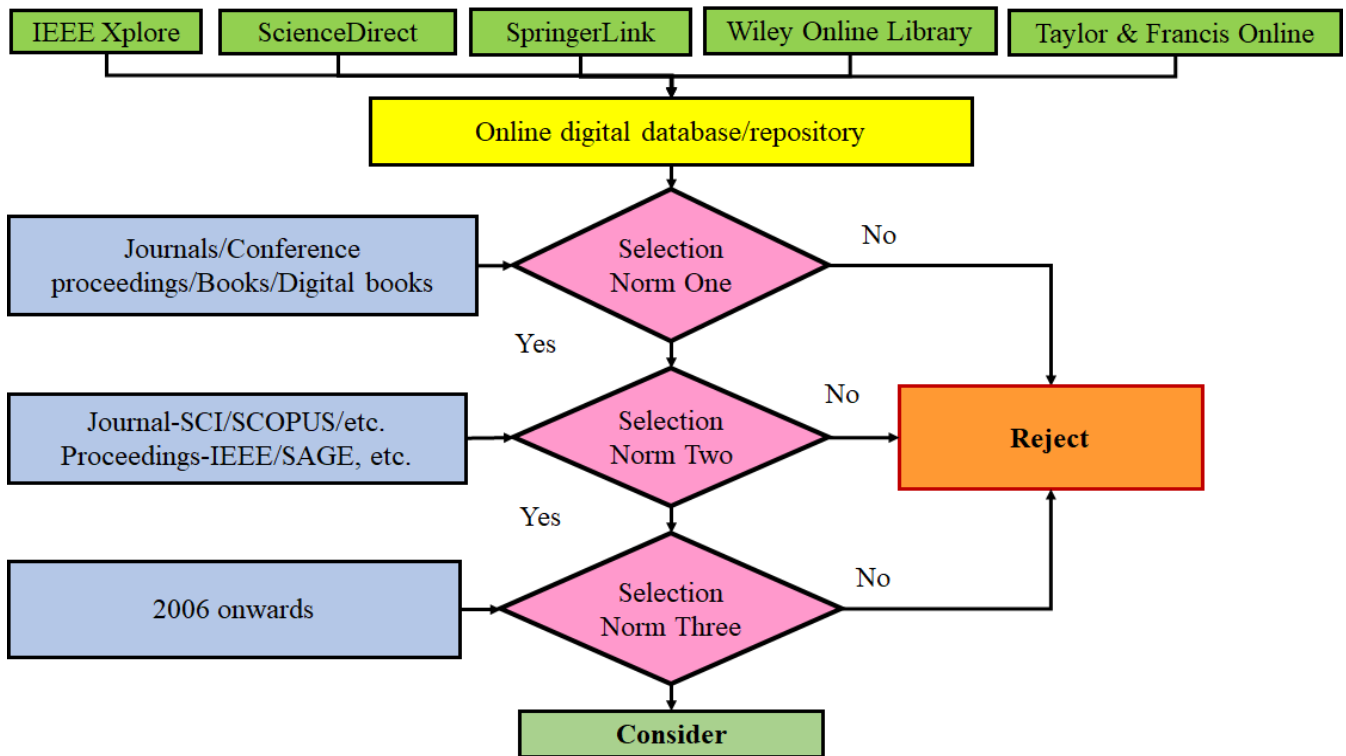 IEEE Xplore
ScienceDirect
SpringerLink
Wiley Online Library
Taylor & Francis Online
Online digital database/repository
Journals/Conference
proceedings/Books/Digital books
Selection
Norm One
No
Yes
Journal-SCI/SCOPUS/etc.
Proceedings-IEEE/SAGE, etc.
Selection
Norm Two
No
Reject
Yes
2006 onwards
Selection
Norm Three
No
Consider